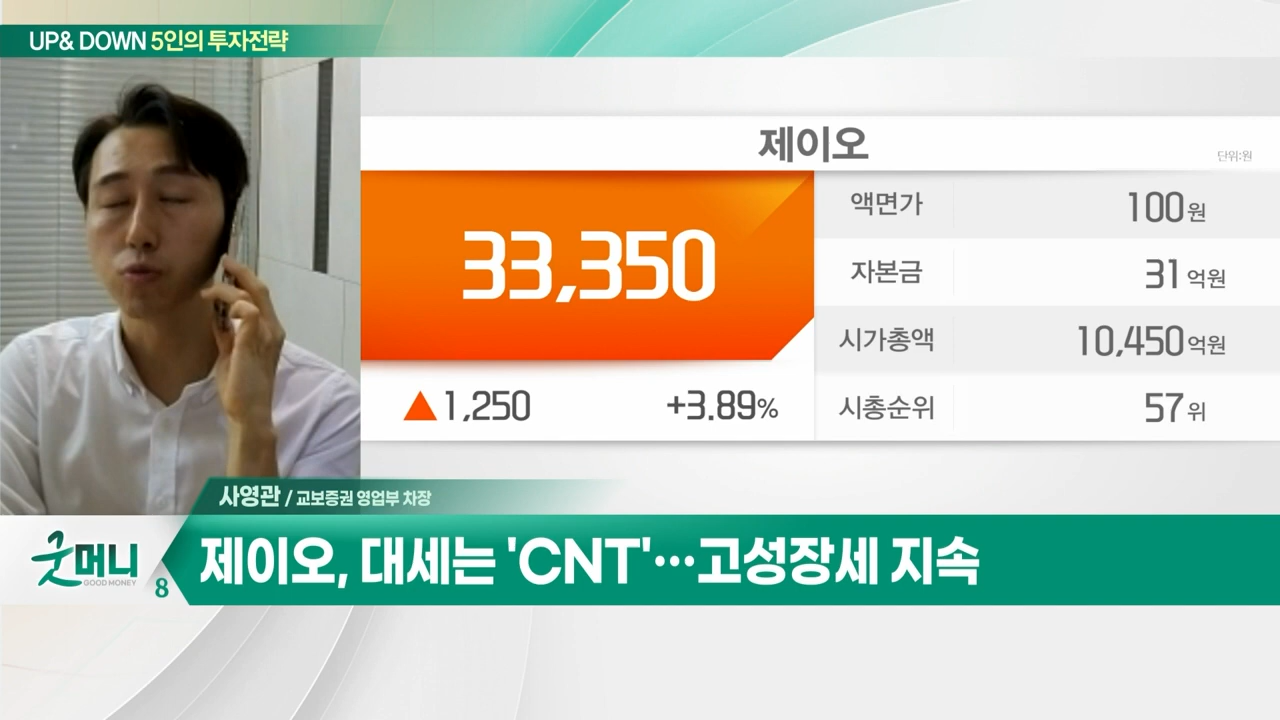 UP& DOWN 5인의 투자전략
제이오
단위:원
33,350
▲1,250 +3.89%
액면가 100원
자본금 31억원
시가총액 10,450억원
시총순위 57위
사영관 / 교보증권 영업부 차장
굿머니
GOOD MONEY
8
제이오, 대세는 'CNT'…고성장세 지속